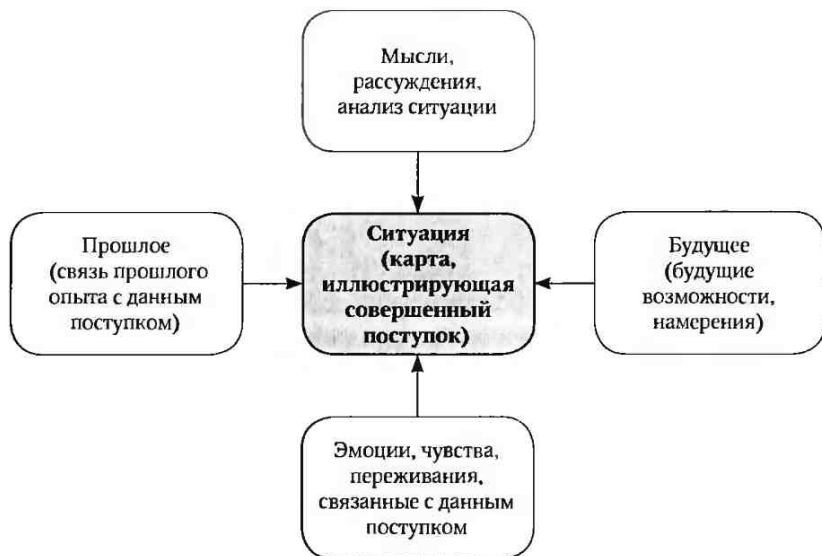 Мысли,
рассуждения,
анализ ситуации
Прошлое
(связь прошлого
опыта с данным
поступком)
Ситуация
(карта,
иллюстрирующая
совершенный
поступок)
Будущее
(будущие
возможности,
намерения)
Эмоции, чувства,
переживания,
связанные с данным
поступком